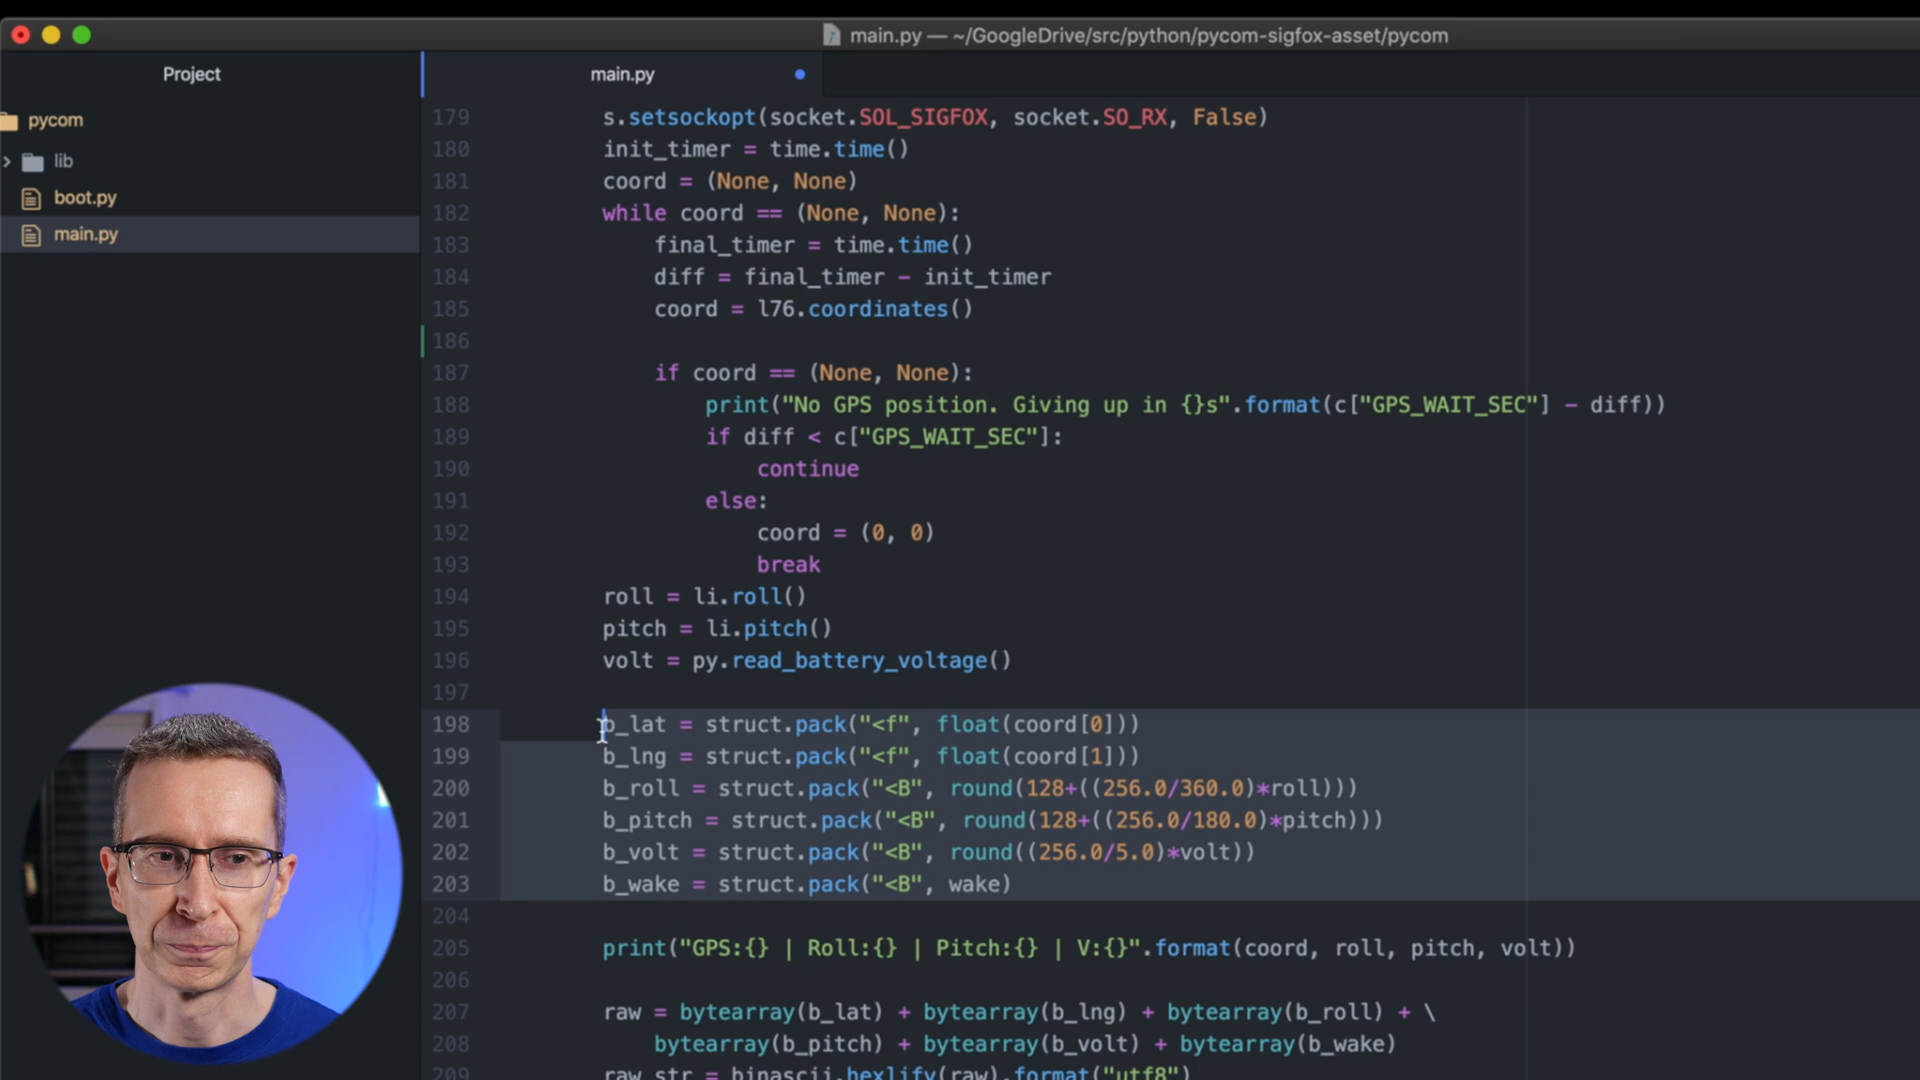 main.py — ~/GoogleDrive/src/python/pycom-sigfox-asset/pycom
Project
main.py
pycom
lib
boot.py
main.py
179 s.setsockopt(socket.SOL_SIGFOX, socket.SO_RX, False)
180 init_timer = time.time()
181 coord = (None, None)
182 while coord == (None, None):
183 final_timer = time.time()
184 diff = final_timer - init_timer
185 coord = l76.coordinates()
186
187 if coord == (None, None):
188 print("No GPS position. Giving up in {}s".format(c["GPS_WAIT_SEC"] - diff))
189 if diff < c["GPS_WAIT_SEC"]:
190 continue
191 else:
192 coord = (0, 0)
193 break
194 roll = li.roll()
195 pitch = li.pitch()
196 volt = py.read_battery_voltage()
197
198 b_lat = struct.pack("<f", float(coord[0]))
199 b_lng = struct.pack("<f", float(coord[1]))
200 b_roll = struct.pack("<B", round(128+((256.0/360.0)*roll)))
201 b_pitch = struct.pack("<B", round(128+((256.0/180.0)*pitch)))
202 b_volt = struct.pack("<B", round((256.0/5.0)*volt))
203 b_wake = struct.pack("<B", wake)
204
205 print("GPS:{} | Roll:{} | Pitch:{} | V:{}".format(coord, roll, pitch, volt))
206
207 raw = bytearray(b_lat) + bytearray(b_lng) + bytearray(b_roll) + \
208 bytearray(b_pitch) + bytearray(b_volt) + bytearray(b_wake)
209 raw_str = binascii.hexlify(raw).format("utf8")